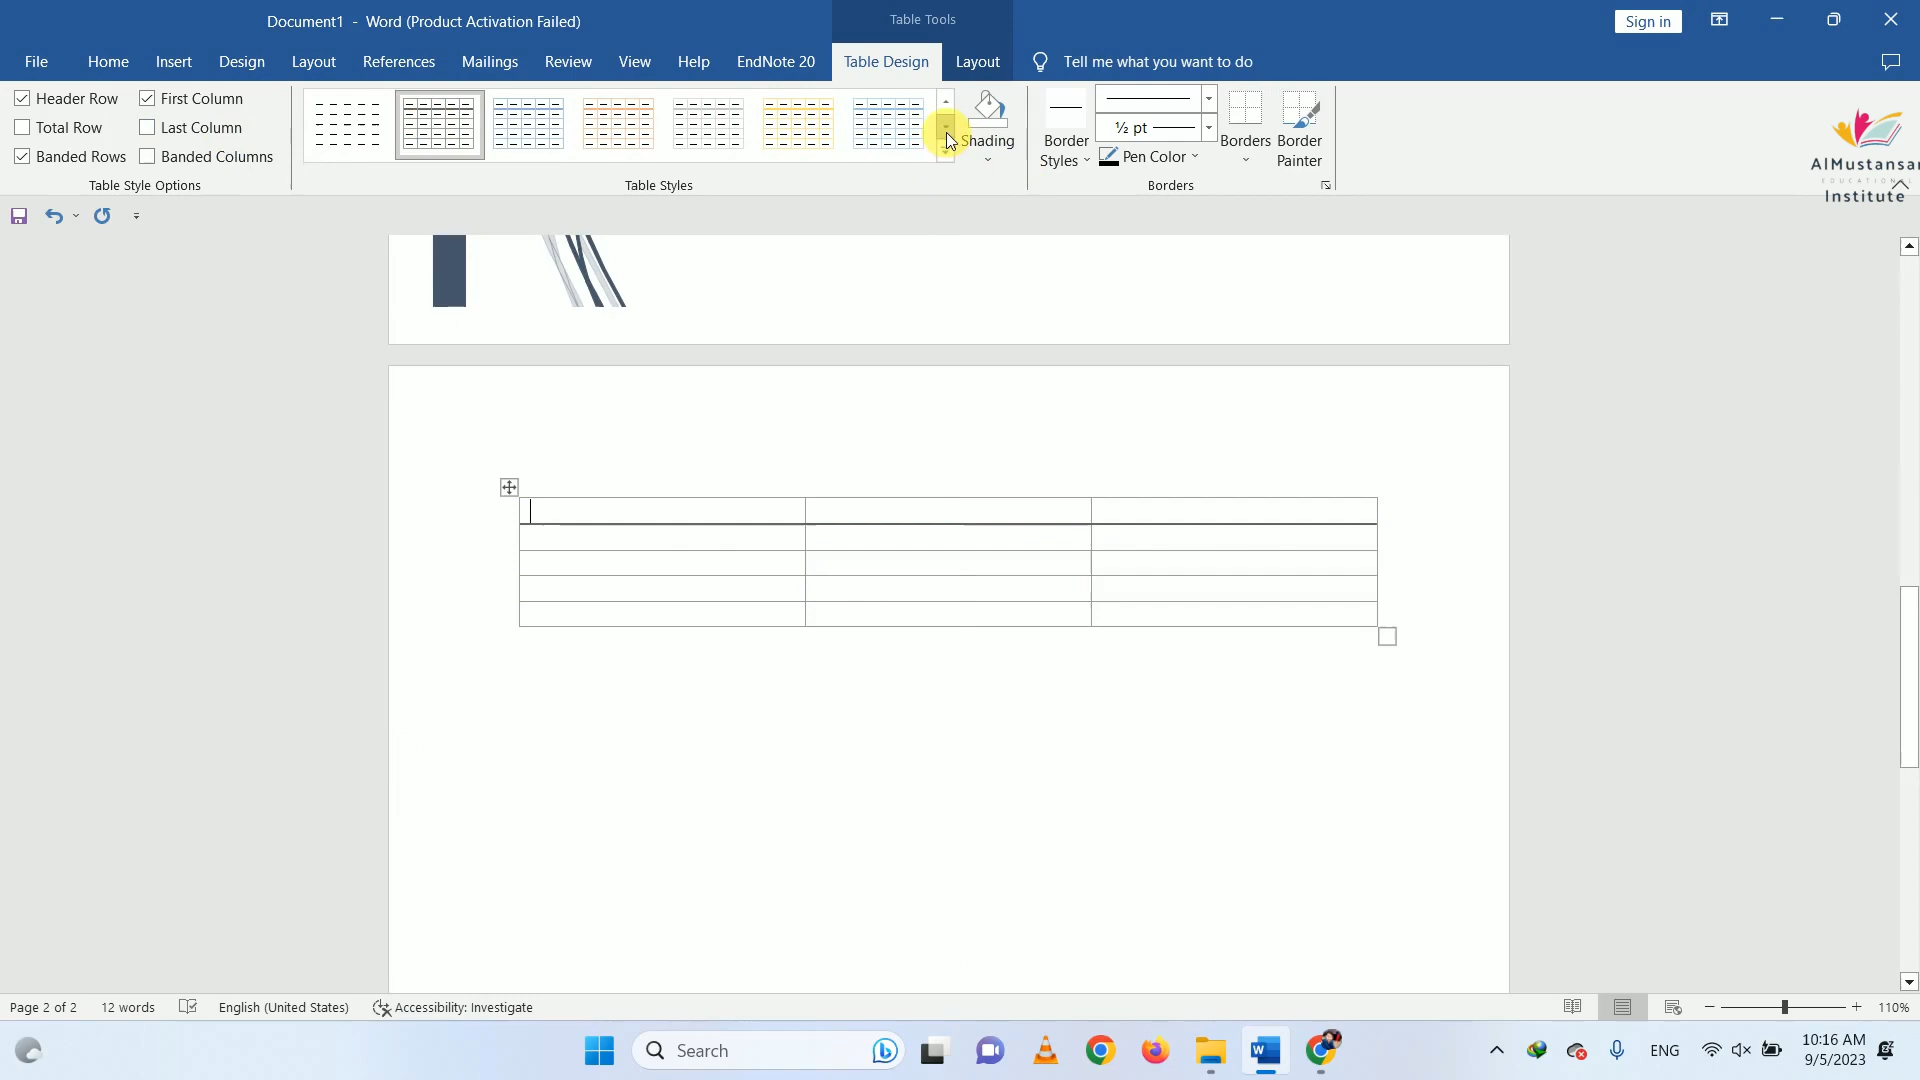 Document1 - Word (Product Activation Failed)
Table Tools
Sign in
File Home Insert Design Layout References Mailings Review View Help EndNote 20 Table Design Layout Tell me what you want to do
Header Row First Column
Total Row Last Column
Banded Rows Banded Columns
Table Style Options
Table Styles
Shading
Border Styles
½ pt
Pen Color
Borders
Border Painter
Borders
AlMustansar
EDUCATIONAL
Institute
Page 2 of 2 12 words English (United States) Accessibility: Investigate 110%
Search
ENG
10:16 AM
9/5/2023